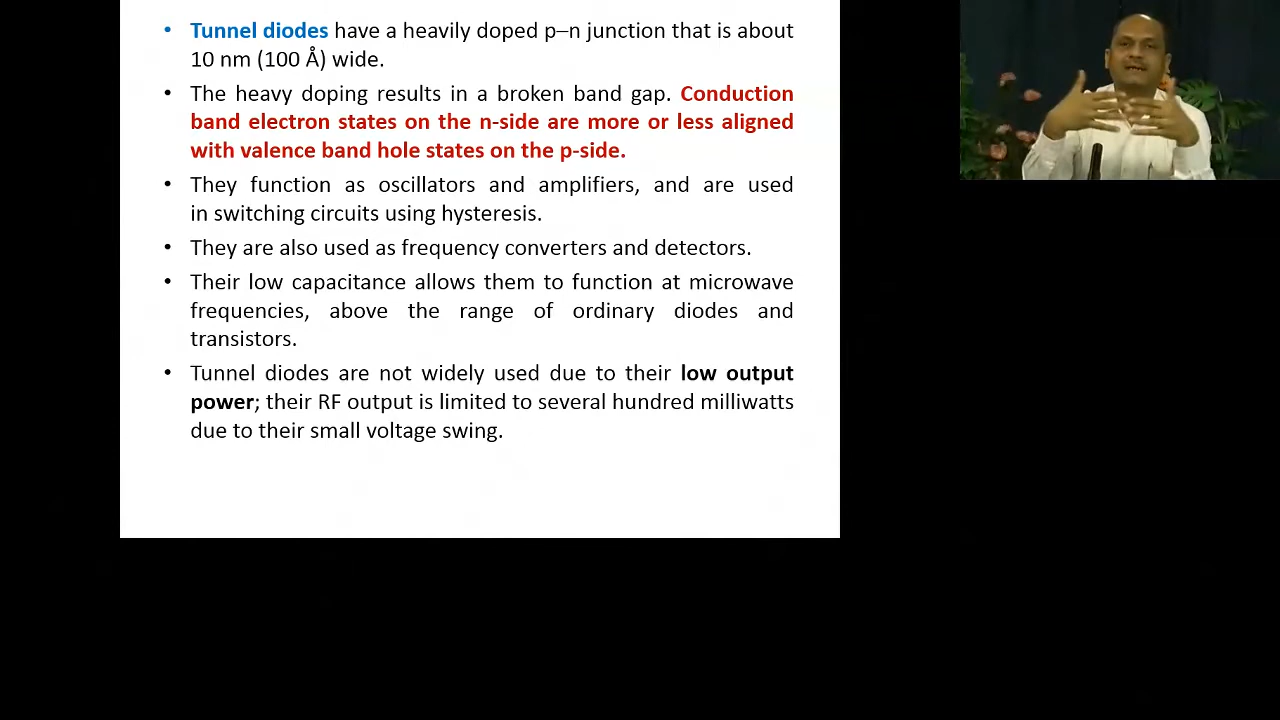 • Tunnel diodes have a heavily doped p–n junction that is about
10 nm (100 Å) wide.
• The heavy doping results in a broken band gap. Conduction
band electron states on the n-side are more or less aligned
with valence band hole states on the p-side.
• They function as oscillators and amplifiers, and are used
in switching circuits using hysteresis.
• They are also used as frequency converters and detectors.
• Their low capacitance allows them to function at microwave
frequencies, above the range of ordinary diodes and
transistors.
• Tunnel diodes are not widely used due to their low output
power; their RF output is limited to several hundred milliwatts
due to their small voltage swing.